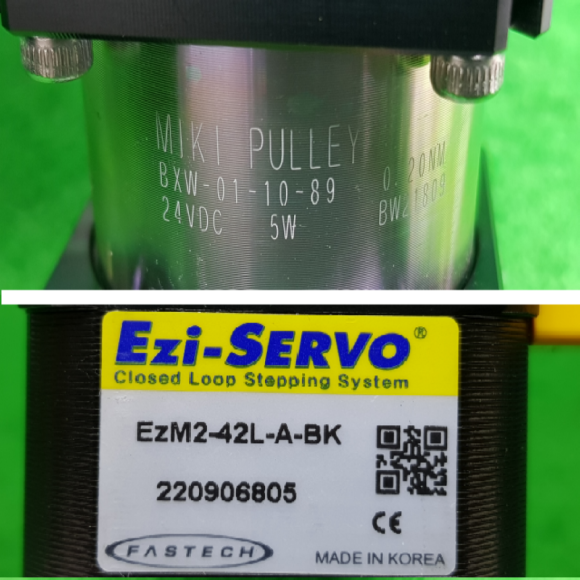 MIKI PULLEY
BXW-01-10-89 0.20NM
24VDC 5W BW21809
Ezi-SERVO®
Closed Loop Stepping System
EzM2-42L-A-BK
220906805
CE
FASTECH
MADE IN KOREA